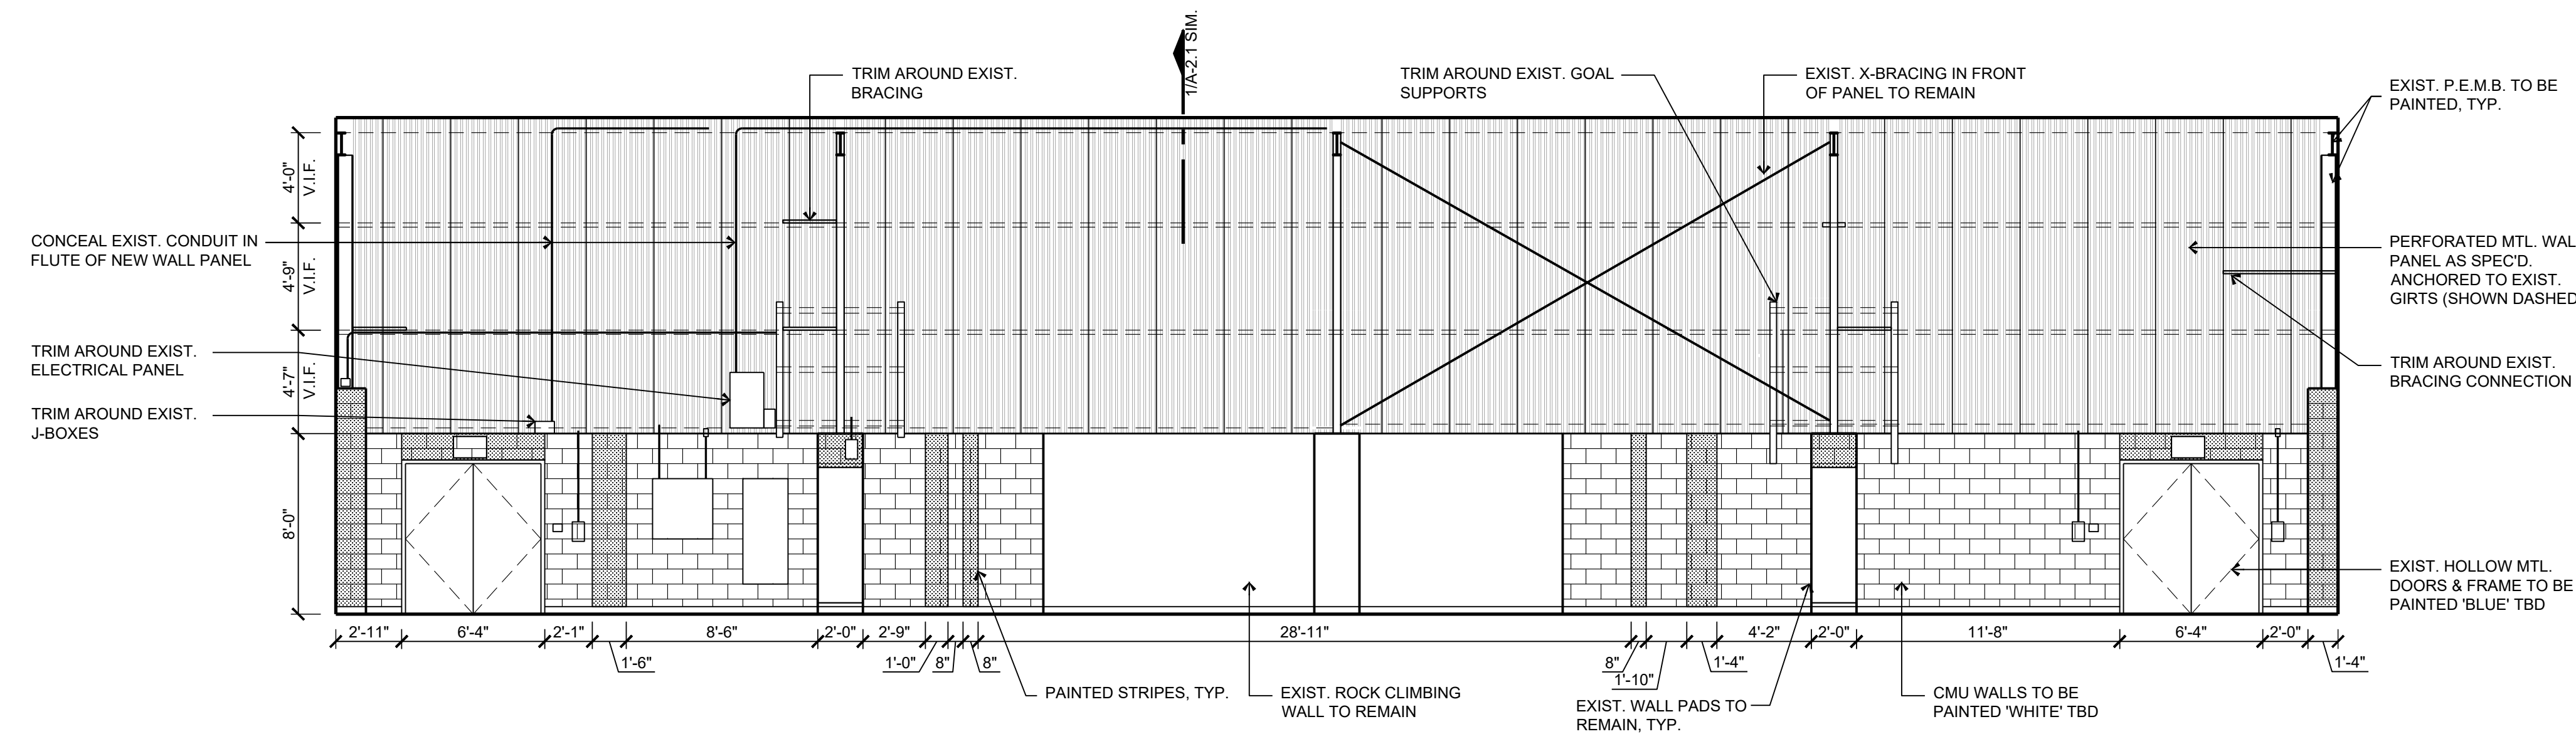 1/A-2.1 SIM.
TRIM AROUND EXIST.
BRACING
TRIM AROUND EXIST. GOAL
SUPPORTS
EXIST. X-BRACING IN FRONT
OF PANEL TO REMAIN
EXIST. P.E.M.B. TO BE
PAINTED, TYP.
4'-0"
V.I.F.
CONCEAL EXIST. CONDUIT IN
FLUTE OF NEW WALL PANEL
4'-9"
V.I.F.
PERFORATED MTL. WAL
PANEL AS SPEC'D.
ANCHORED TO EXIST.
GIRTS (SHOWN DASHED
TRIM AROUND EXIST.
ELECTRICAL PANEL
4'-7"
V.I.F.
TRIM AROUND EXIST.
BRACING CONNECTION
TRIM AROUND EXIST.
J-BOXES
8'-0"
EXIST. HOLLOW MTL.
DOORS & FRAME TO BE
PAINTED 'BLUE' TBD
2'-11"
6'-4"
2'-1"
8'-6"
2'-0"
2'-9"
28'-11"
4'-2"
2'-0"
11'-8"
6'-4"
2'-0"
1'-6"
1'-0"
8"
8"
8"
1'-10"
1'-4"
1'-4"
PAINTED STRIPES, TYP.
EXIST. ROCK CLIMBING
WALL TO REMAIN
EXIST. WALL PADS TO
REMAIN, TYP.
CMU WALLS TO BE
PAINTED 'WHITE' TBD